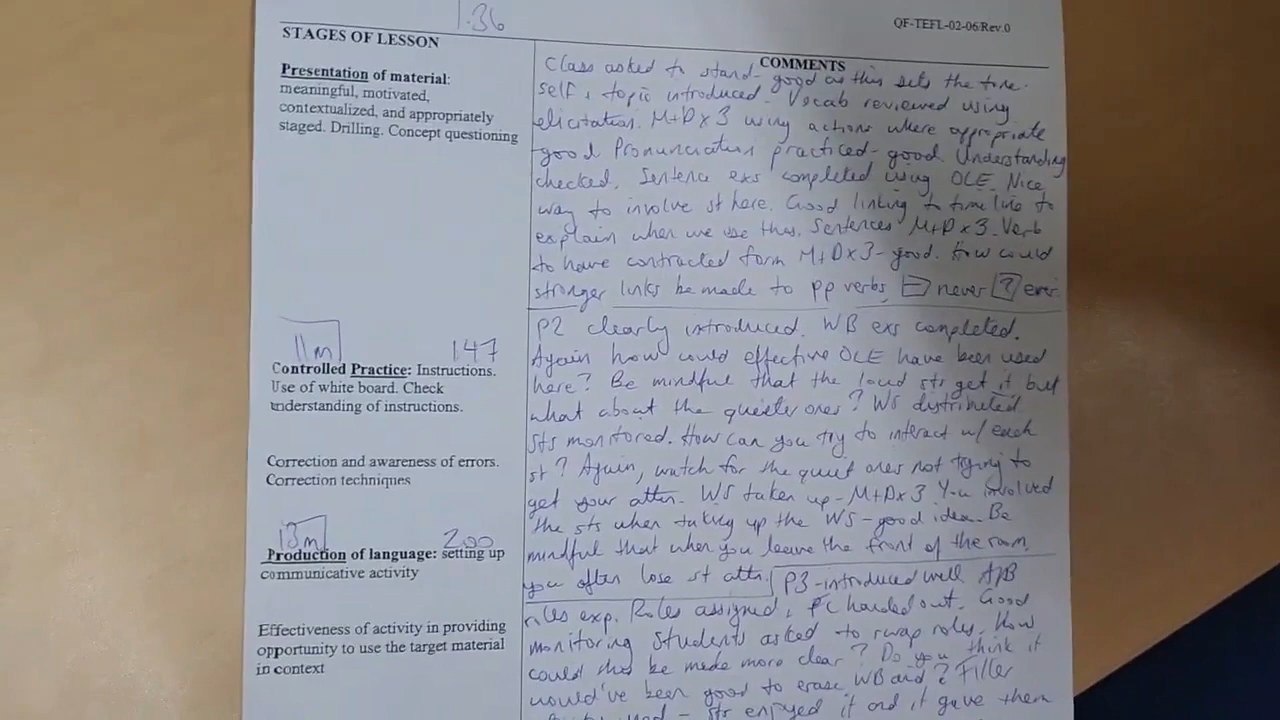 1.36
QF-TEFL-02-06/Rev.0
STAGES OF LESSON
COMMENTS
Presentation of material:
meaningful, motivated,
contextualized, and appropriately
staged. Drilling. Concept questioning
Class asked to stand - good as this sets the tone.
self & topic introduced - Vocab reviewed using
elicitation. M+D x 3 using actions where appropriate
good Pronunciation practiced - good. Understanding
checked. Sentence exs completed using OLE. Nice
way to involve st here. Good linking to timeline to
explain when we use this. Sentences M+D x 3. Verb
to have contracted form M+D x 3 - good. How could
stronger links be made to pp verbs. [-] never [?] ever
11m
1.47
Controlled Practice: Instructions.
Use of white board. Check
understanding of instructions.
Correction and awareness of errors.
Correction techniques
P2 clearly introduced. WB exs completed.
Again how could effective OLE have been used
here? Be mindful that the loud sts get it but
what about the quieter ones? WS distributed
sts monitored. How can you try to interact w/ each
st? Again, watch for the quiet ones not trying to
get your attn. WS taken up - M+D x 3 You involved
the sts when taking up the WS - good idea. Be
mindful that when you leave the front of the room,
you often lose st attn.
13m
2.00
Production of language: setting up
communicative activity
Effectiveness of activity in providing
opportunity to use the target material
in context
P3 - introduced well A/B
roles exp. Roles assigned, handed out. Good
monitoring Students asked to swap roles. How
could this be made more clear? Do you think it
would've been good to erase WB and? Filler
- sts enjoyed it and it gave them